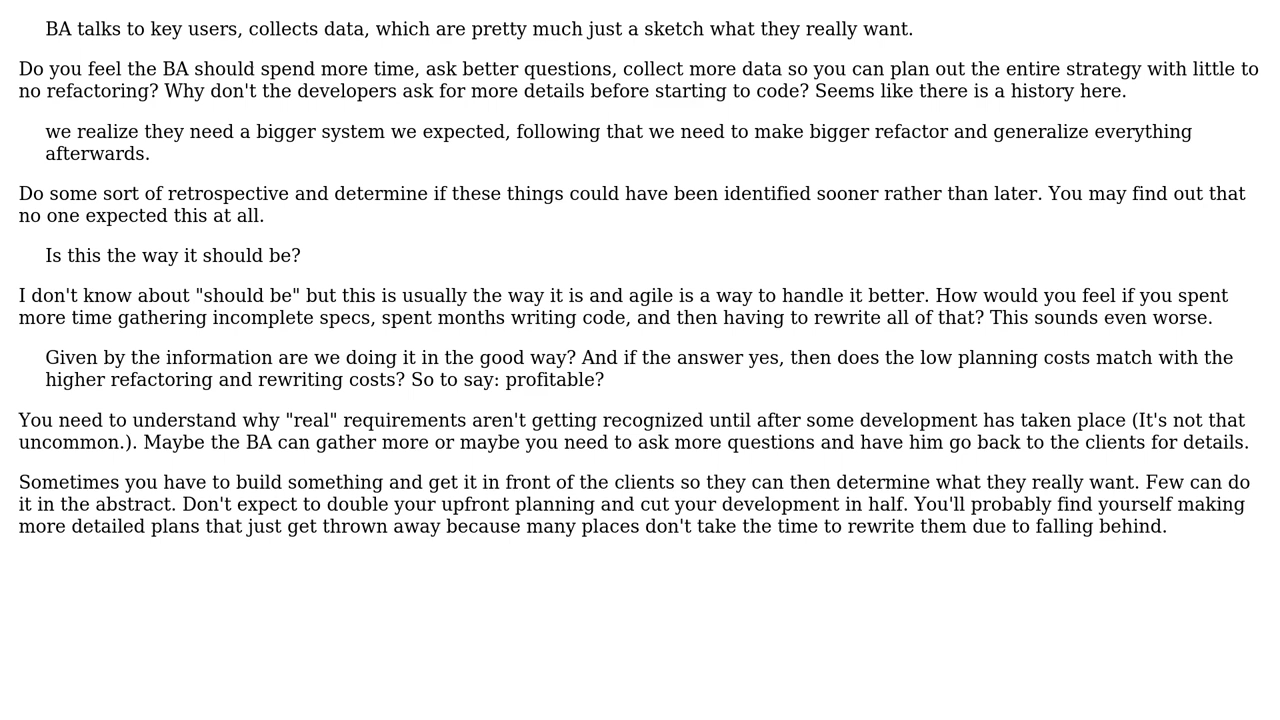 BA talks to key users, collects data, which are pretty much just a sketch what they really want.
Do you feel the BA should spend more time, ask better questions, collect more data so you can plan out the entire strategy with little to
no refactoring? Why don't the developers ask for more details before starting to code? Seems like there is a history here.
we realize they need a bigger system we expected, following that we need to make bigger refactor and generalize everything
afterwards.
Do some sort of retrospective and determine if these things could have been identified sooner rather than later. You may find out that
no one expected this at all.
Is this the way it should be?
I don't know about "should be" but this is usually the way it is and agile is a way to handle it better. How would you feel if you spent
more time gathering incomplete specs, spent months writing code, and then having to rewrite all of that? This sounds even worse.
Given by the information are we doing it in the good way? And if the answer yes, then does the low planning costs match with the
higher refactoring and rewriting costs? So to say: profitable?
You need to understand why "real" requirements aren't getting recognized until after some development has taken place (It's not that
uncommon.). Maybe the BA can gather more or maybe you need to ask more questions and have him go back to the clients for details.
Sometimes you have to build something and get it in front of the clients so they can then determine what they really want. Few can do
it in the abstract. Don't expect to double your upfront planning and cut your development in half. You'll probably find yourself making
more detailed plans that just get thrown away because many places don't take the time to rewrite them due to falling behind.